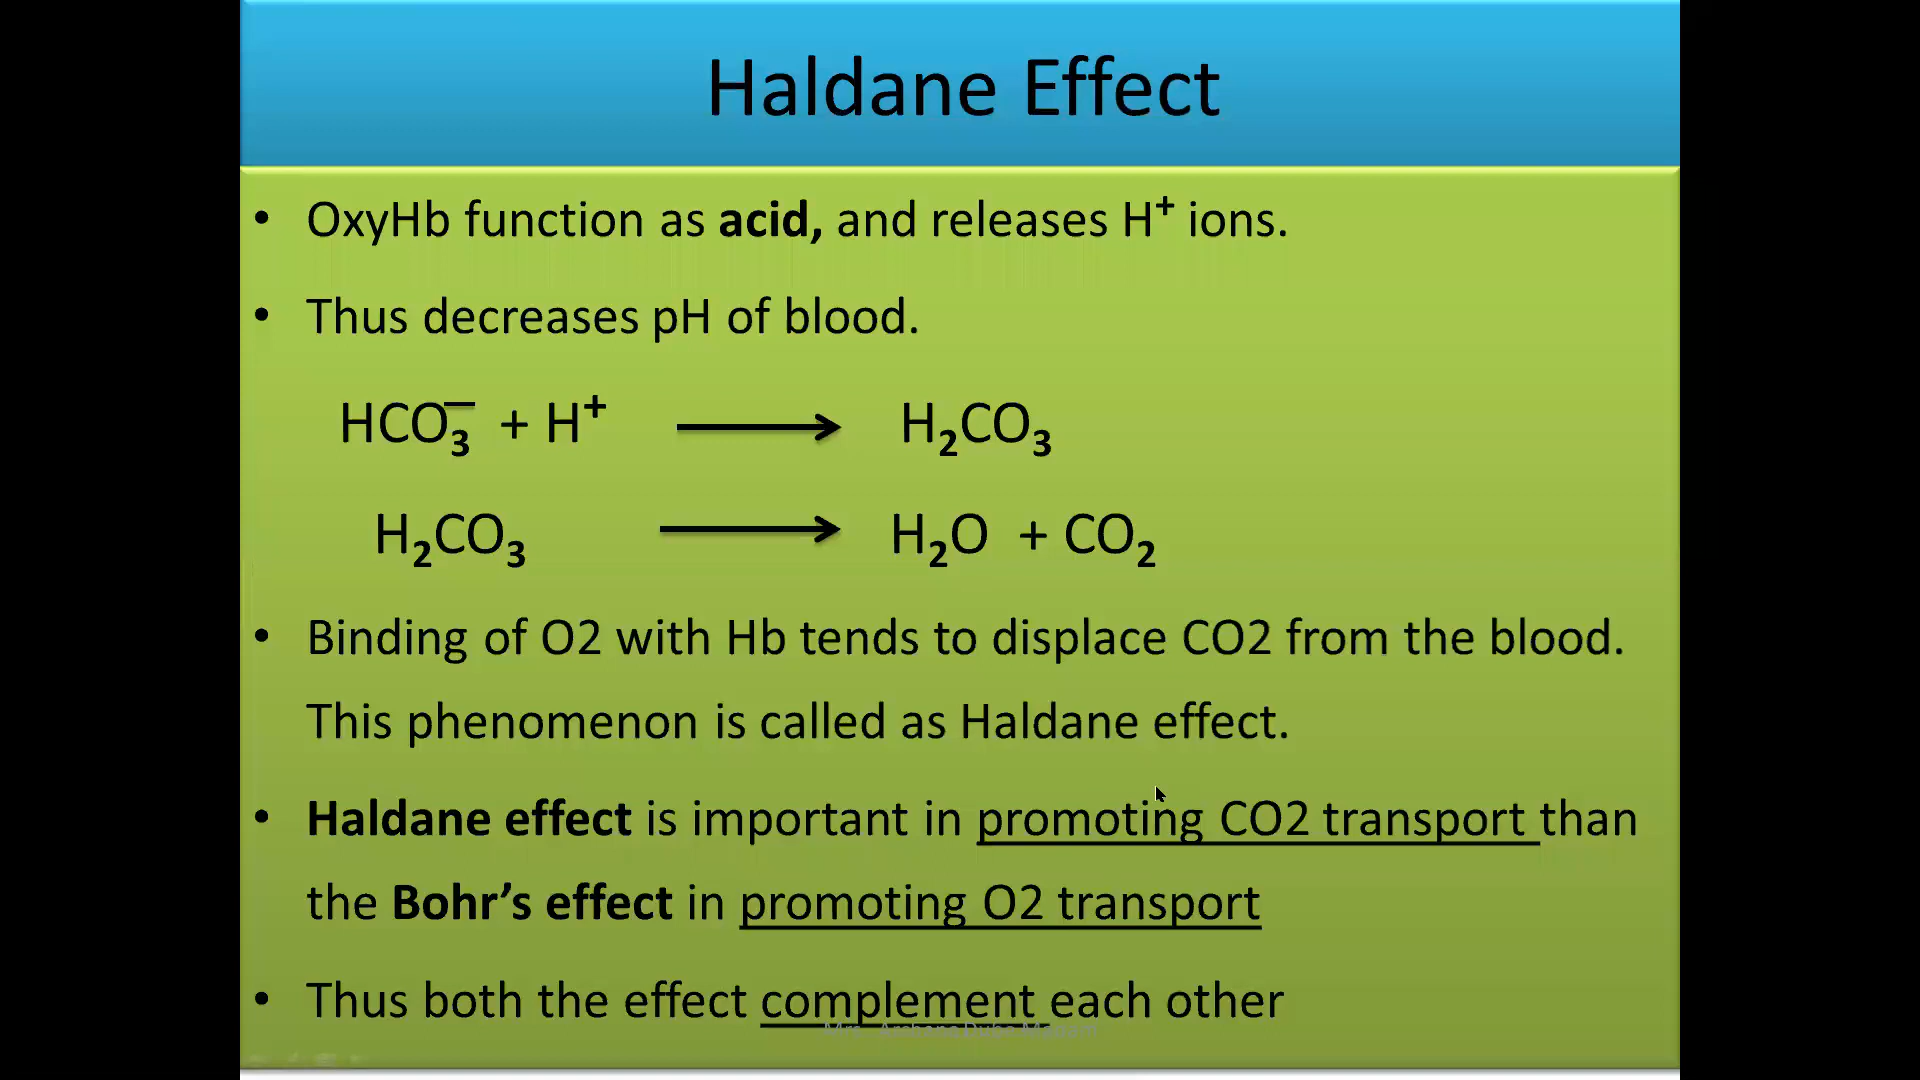 Haldane Effect
• OxyHb function as acid, and releases H⁺ ions.
• Thus decreases pH of blood.
HCO₃⁻ + H⁺ ⟶ H₂CO₃
H₂CO₃ ⟶ H₂O + CO₂
• Binding of O2 with Hb tends to displace CO2 from the blood.
This phenomenon is called as Haldane effect.
• Haldane effect is important in promoting CO2 transport than
the Bohr’s effect in promoting O2 transport
• Thus both the effect complement each other
Mrs.